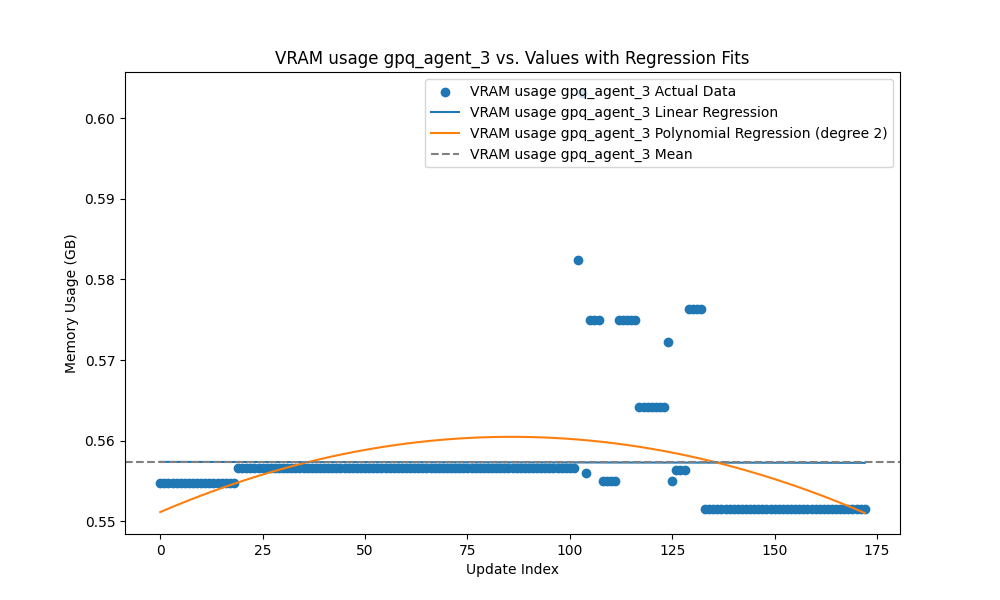 VRAM usage gpq_agent_3 vs. Values with Regression Fits
VRAM usage gpq_agent_3 Actual Data
VRAM usage gpq_agent_3 Linear Regression
VRAM usage gpq_agent_3 Polynomial Regression (degree 2)
VRAM usage gpq_agent_3 Mean
Memory Usage (GB)
0.60
0.59
0.58
0.57
0.56
0.55
0 25 50 75 100 125 150 175
Update Index